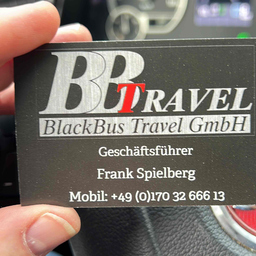 BBTRAVEL
BlackBus Travel GmbH
Geschäftsführer
Frank Spielberg
Mobil: +49 (0)170 32 666 13